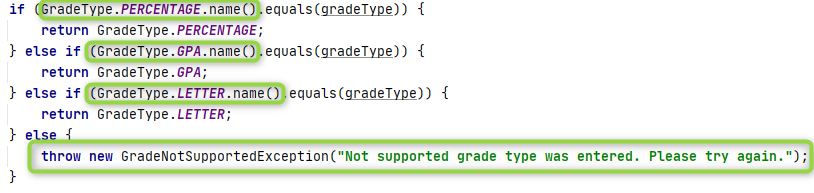 if (GradeType.PERCENTAGE.name().equals(gradeType)) {
    return GradeType.PERCENTAGE;
} else if (GradeType.GPA.name().equals(gradeType)) {
    return GradeType.GPA;
} else if (GradeType.LETTER.name().equals(gradeType)) {
    return GradeType.LETTER;
} else {
    throw new GradeNotSupportedException("Not supported grade type was entered. Please try again.");
}